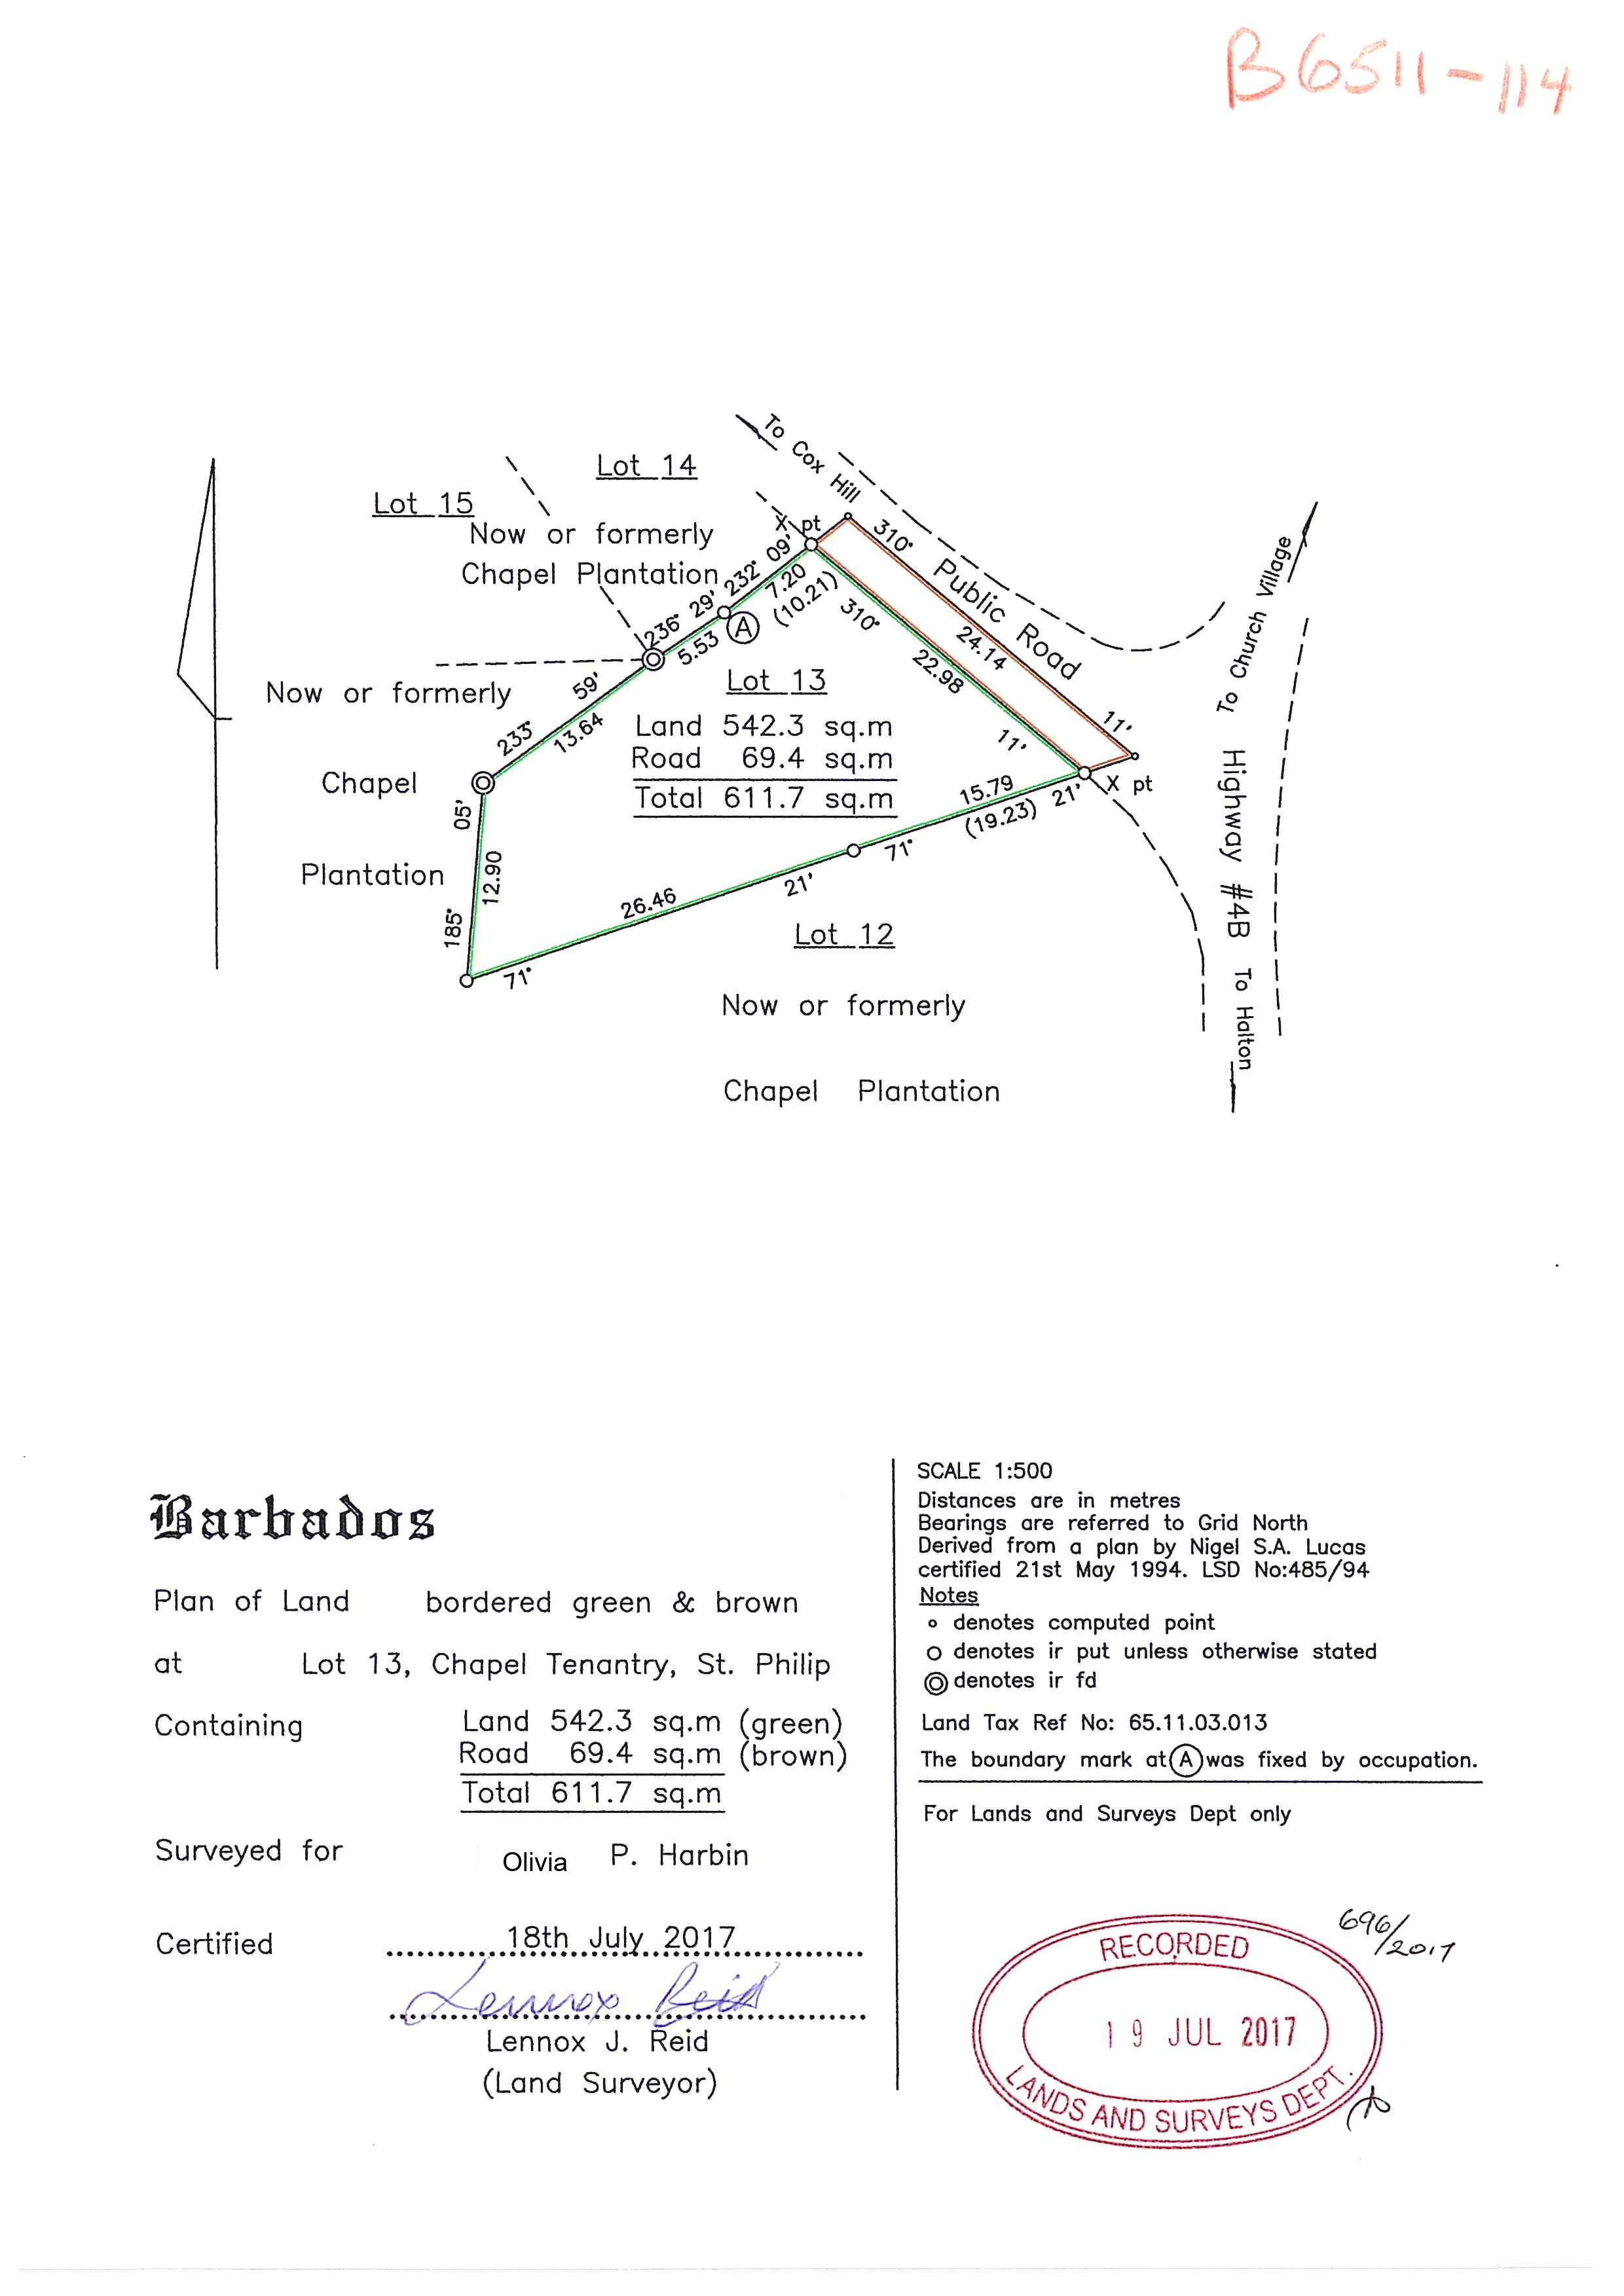 B6511-114
To Cox Hill
Lot 14
Lot 15
Now or formerly
Chapel Plantation
X pt
310°
Public Road
24.14
11'
236° 29'
232° 09'
5.53
7.20
(10.21)
A
310°
22.98
11'
To Church Village
Highway #4B
To Halton
Now or formerly
Chapel
Plantation
233° 59'
13.64
Lot 13
Land 542.3 sq.m
Road 69.4 sq.m
Total 611.7 sq.m
185° 05'
12.90
15.79
(19.23)
21'
71°
X pt
26.46
21'
71°
Lot 12
Now or formerly
Chapel Plantation
Barbados
Plan of Land bordered green & brown
at Lot 13, Chapel Tenantry, St. Philip
Containing Land 542.3 sq.m (green)
Road 69.4 sq.m (brown)
Total 611.7 sq.m
Surveyed for Olivia P. Harbin
Certified 18th July 2017
Lennox Reid
Lennox J. Reid
(Land Surveyor)
SCALE 1:500
Distances are in metres
Bearings are referred to Grid North
Derived from a plan by Nigel S.A. Lucas
certified 21st May 1994. LSD No:485/94
Notes
o denotes computed point
O denotes ir put unless otherwise stated
◎ denotes ir fd
Land Tax Ref No: 65.11.03.013
The boundary mark at A was fixed by occupation.
For Lands and Surveys Dept only
696/2017
RECORDED
19 JUL 2017
LANDS AND SURVEYS DEPT.